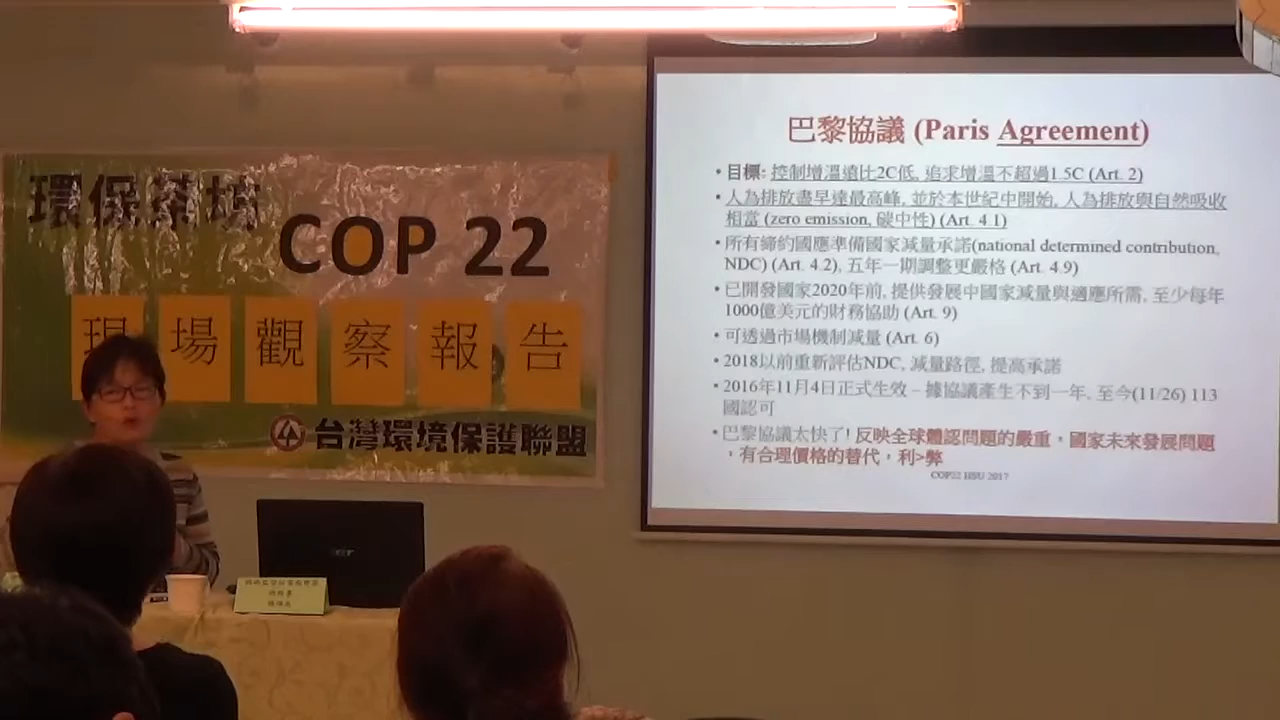 環保茶坊
COP 22
現場觀察報告
台灣環境保護聯盟
acer
巴黎協議 (Paris Agreement)
• 目標: 控制增溫遠比2C低, 追求增溫不超過1.5C (Art. 2)
• 人為排放盡早達最高峰, 並於本世紀中開始, 人為排放與自然吸收
相當 (zero emission, 碳中性) (Art. 4.1)
• 所有締約國應準備國家減量承諾(national determined contribution,
NDC) (Art. 4.2), 五年一期調整更嚴格 (Art. 4.9)
• 已開發國家2020年前, 提供發展中國家減量與適應所需, 至少每年
1000億美元的財務協助 (Art. 9)
• 可透過市場機制減量 (Art. 6)
• 2018以前重新評估NDC, 減量路徑, 提高承諾
• 2016年11月4日正式生效 – 據協議產生不到一年, 至今(11/26) 113
國認可
• 巴黎協議太快了! 反映全球體認問題的嚴重，國家未來發展問題
，有合理價格的替代，利>弊
COP22 HSU 2017